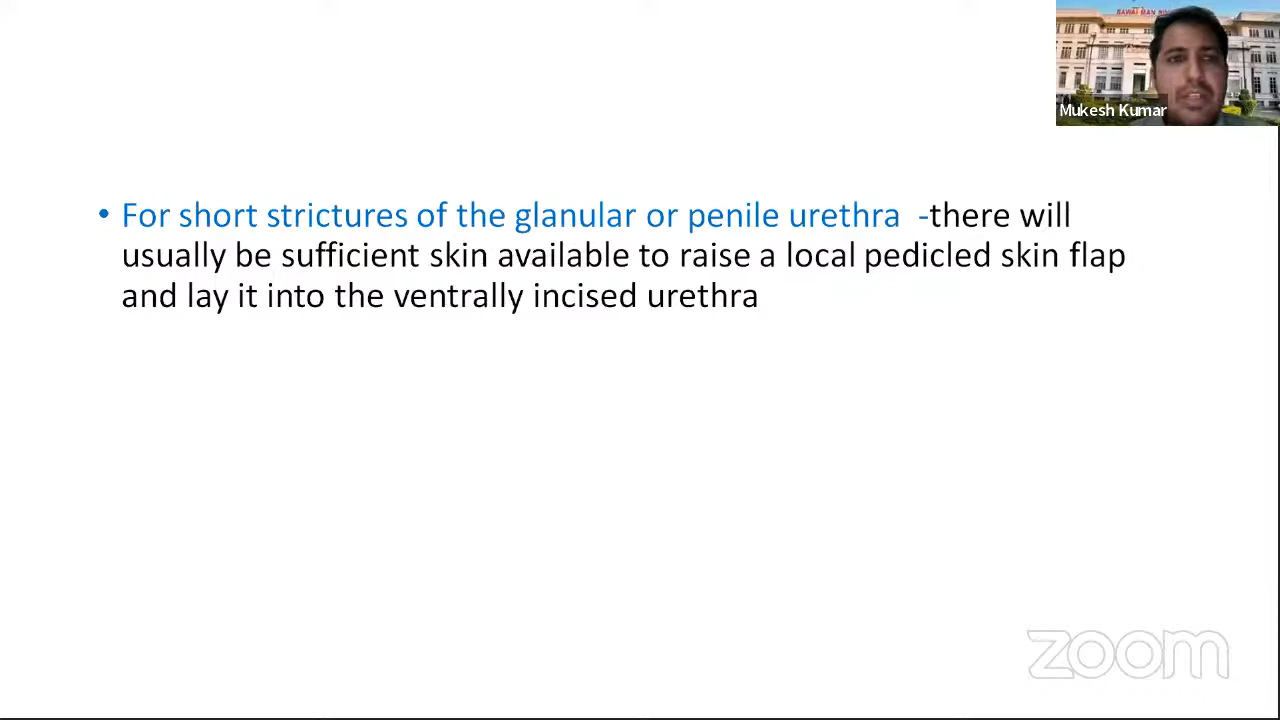 Mukesh Kumar
• For short strictures of the glanular or penile urethra -there will
usually be sufficient skin available to raise a local pedicled skin flap
and lay it into the ventrally incised urethra
zoom